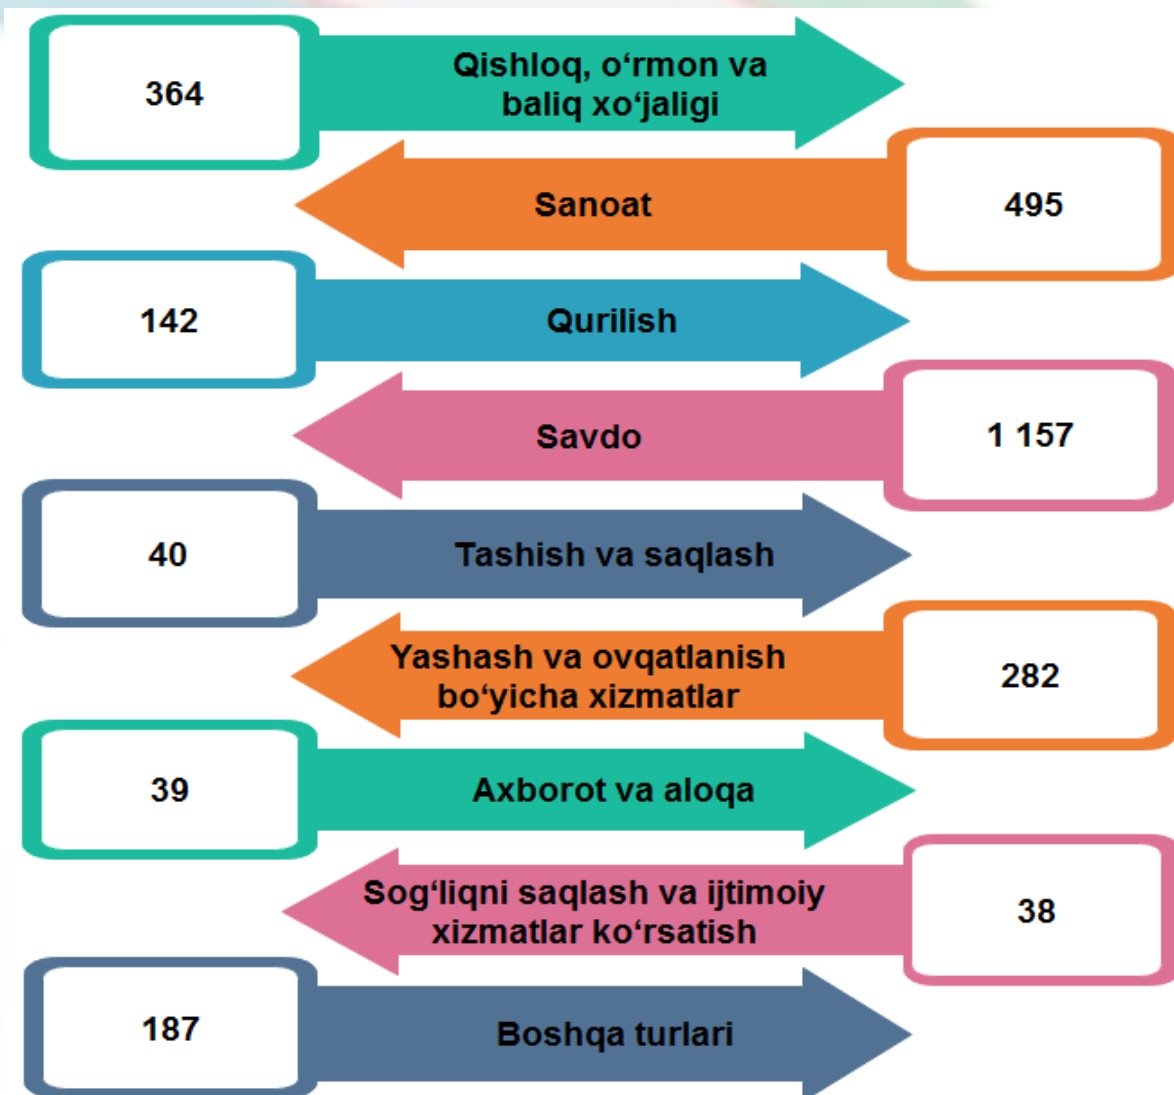 364
Qishloq, o‘rmon va
baliq xo‘jaligi
Sanoat
495
142
Qurilish
Savdo
1 157
40
Tashish va saqlash
Yashash va ovqatlanish
bo‘yicha xizmatlar
282
39
Axborot va aloqa
Sog‘liqni saqlash va ijtimoiy
xizmatlar ko‘rsatish
38
187
Boshqa turlari